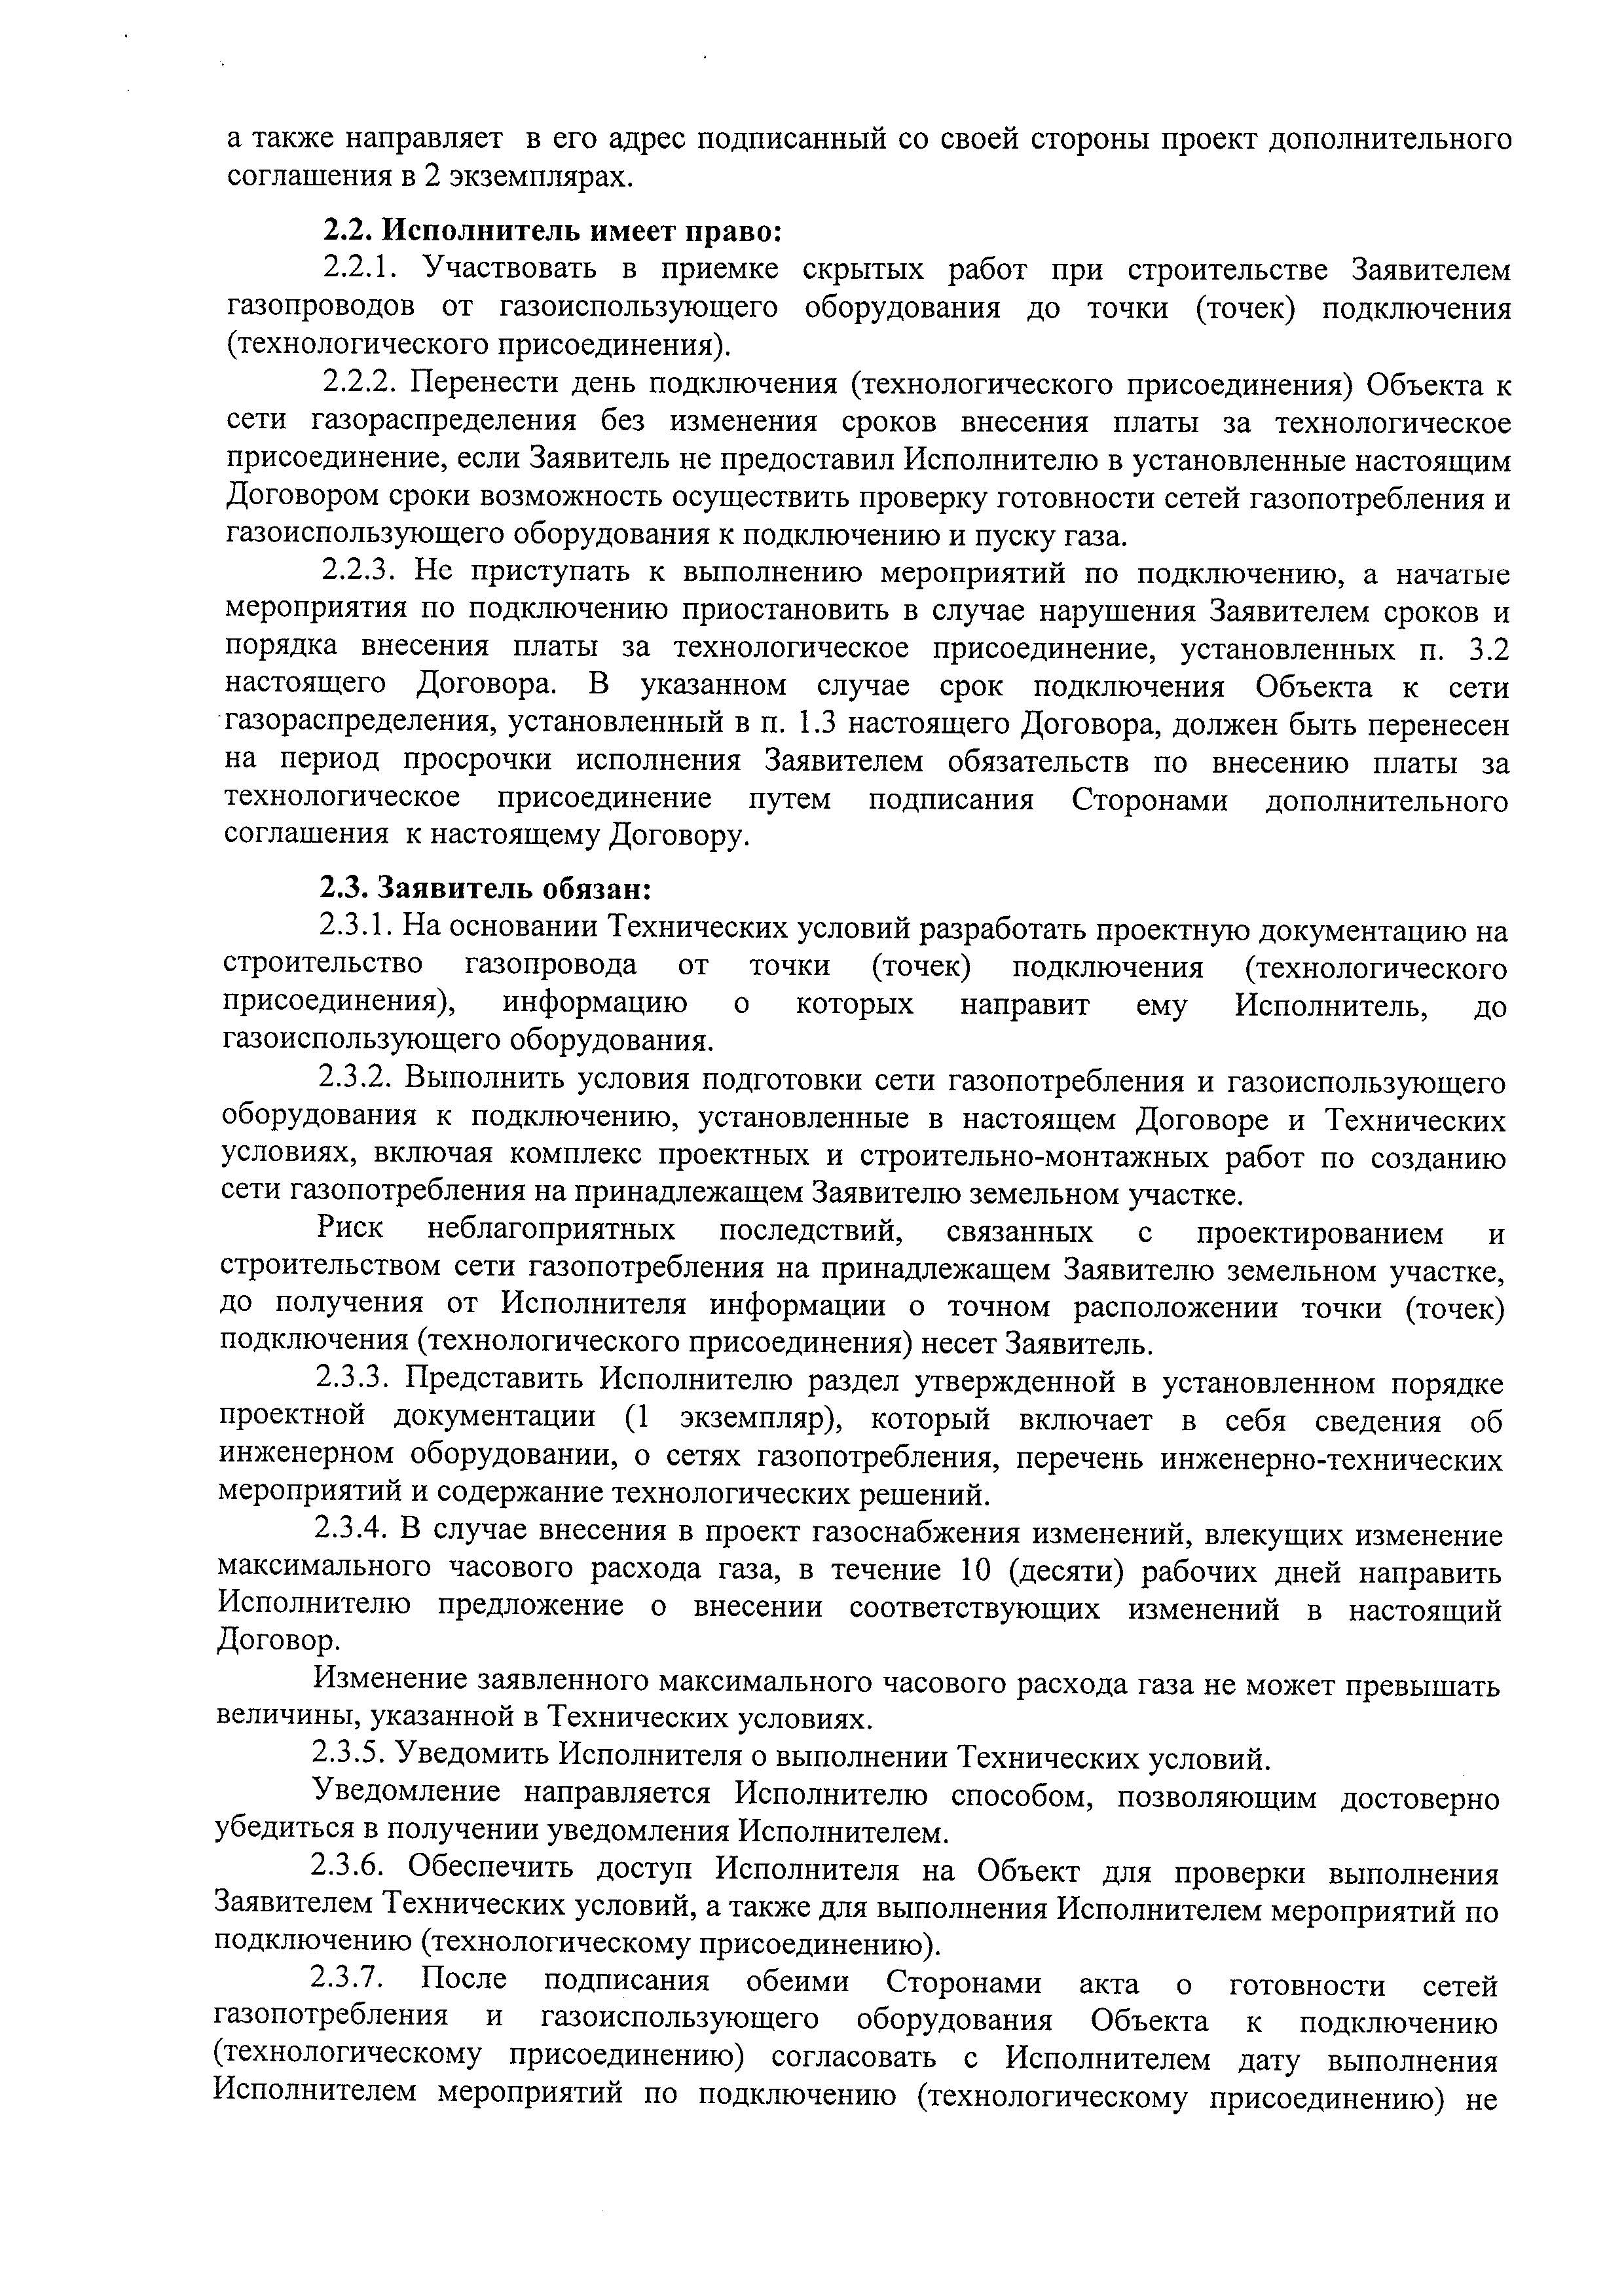 а также направляет в его адрес подписанный со своей стороны проект дополнительного
соглашения в 2 экземплярах.
2.2. Исполнитель имеет право:
2.2.1. Участвовать в приемке скрытых работ при строительстве Заявителем
газопроводов от газоиспользующего оборудования до точки (точек) подключения
(технологического присоединения).
2.2.2. Перенести день подключения (технологического присоединения) Объекта к
сети газораспределения без изменения сроков внесения платы за технологическое
присоединение, если Заявитель не предоставил Исполнителю в установленные настоящим
Договором сроки возможность осуществить проверку готовности сетей газопотребления и
газоиспользующего оборудования к подключению и пуску газа.
2.2.3. Не приступать к выполнению мероприятий по подключению, а начатые
мероприятия по подключению приостановить в случае нарушения Заявителем сроков и
порядка внесения платы за технологическое присоединение, установленных п. 3.2
настоящего Договора. В указанном случае срок подключения Объекта к сети
газораспределения, установленный в п. 1.3 настоящего Договора, должен быть перенесен
на период просрочки исполнения Заявителем обязательств по внесению платы за
технологическое присоединение путем подписания Сторонами дополнительного
соглашения к настоящему Договору.
2.3. Заявитель обязан:
2.3.1. На основании Технических условий разработать проектную документацию на
строительство газопровода от точки (точек) подключения (технологического
присоединения), информацию о которых направит ему Исполнитель, до
газоиспользующего оборудования.
2.3.2. Выполнить условия подготовки сети газопотребления и газоиспользующего
оборудования к подключению, установленные в настоящем Договоре и Технических
условиях, включая комплекс проектных и строительно-монтажных работ по созданию
сети газопотребления на принадлежащем Заявителю земельном участке.
Риск неблагоприятных последствий, связанных с проектированием и
строительством сети газопотребления на принадлежащем Заявителю земельном участке,
до получения от Исполнителя информации о точном расположении точки (точек)
подключения (технологического присоединения) несет Заявитель.
2.3.3. Представить Исполнителю раздел утвержденной в установленном порядке
проектной документации (1 экземпляр), который включает в себя сведения об
инженерном оборудовании, о сетях газопотребления, перечень инженерно-технических
мероприятий и содержание технологических решений.
2.3.4. В случае внесения в проект газоснабжения изменений, влекущих изменение
максимального часового расхода газа, в течение 10 (десяти) рабочих дней направить
Исполнителю предложение о внесении соответствующих изменений в настоящий
Договор.
Изменение заявленного максимального часового расхода газа не может превышать
величины, указанной в Технических условиях.
2.3.5. Уведомить Исполнителя о выполнении Технических условий.
Уведомление направляется Исполнителю способом, позволяющим достоверно
убедиться в получении уведомления Исполнителем.
2.3.6. Обеспечить доступ Исполнителя на Объект для проверки выполнения
Заявителем Технических условий, а также для выполнения Исполнителем мероприятий по
подключению (технологическому присоединению).
2.3.7. После подписания обеими Сторонами акта о готовности сетей
газопотребления и газоиспользующего оборудования Объекта к подключению
(технологическому присоединению) согласовать с Исполнителем дату выполнения
Исполнителем мероприятий по подключению (технологическому присоединению) не